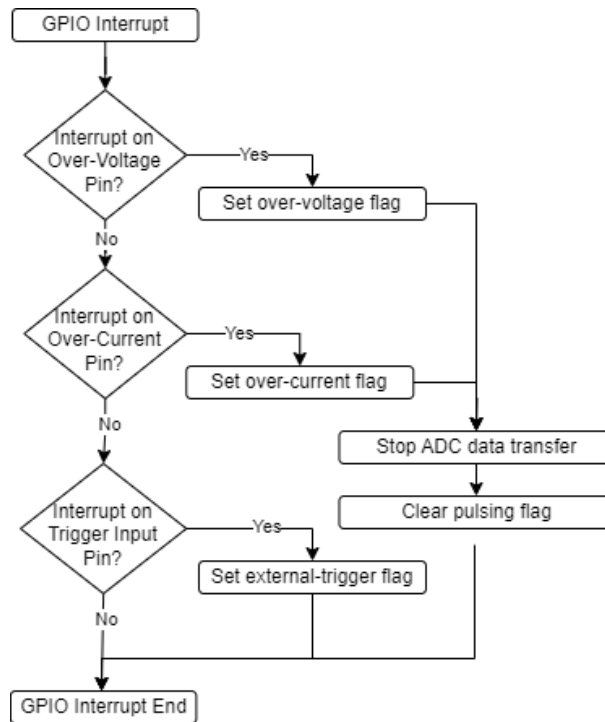 GPIO Interrupt
Interrupt on
Over-Voltage
Pin?
Yes
Set over-voltage flag
No
Interrupt on
Over-Current
Pin?
Yes
Set over-current flag
No
Stop ADC data transfer
Clear pulsing flag
Interrupt on
Trigger Input
Pin?
Yes
Set external-trigger flag
No
GPIO Interrupt End